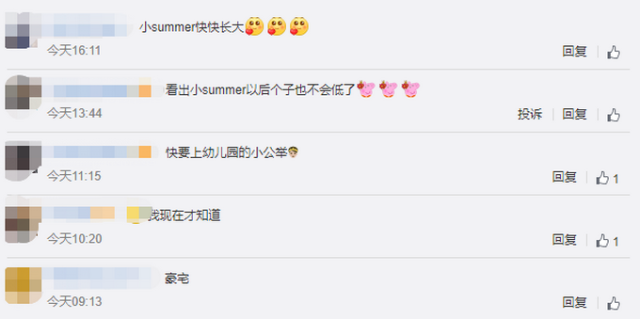 小summer快快长大
今天16:11 回复
看出小summer以后个子也不会低了
今天13:44 投诉 回复
快要上幼儿园的小公举
今天11:15 回复 1
我现在才知道
今天10:20 回复 1
豪宅
今天09:13 回复